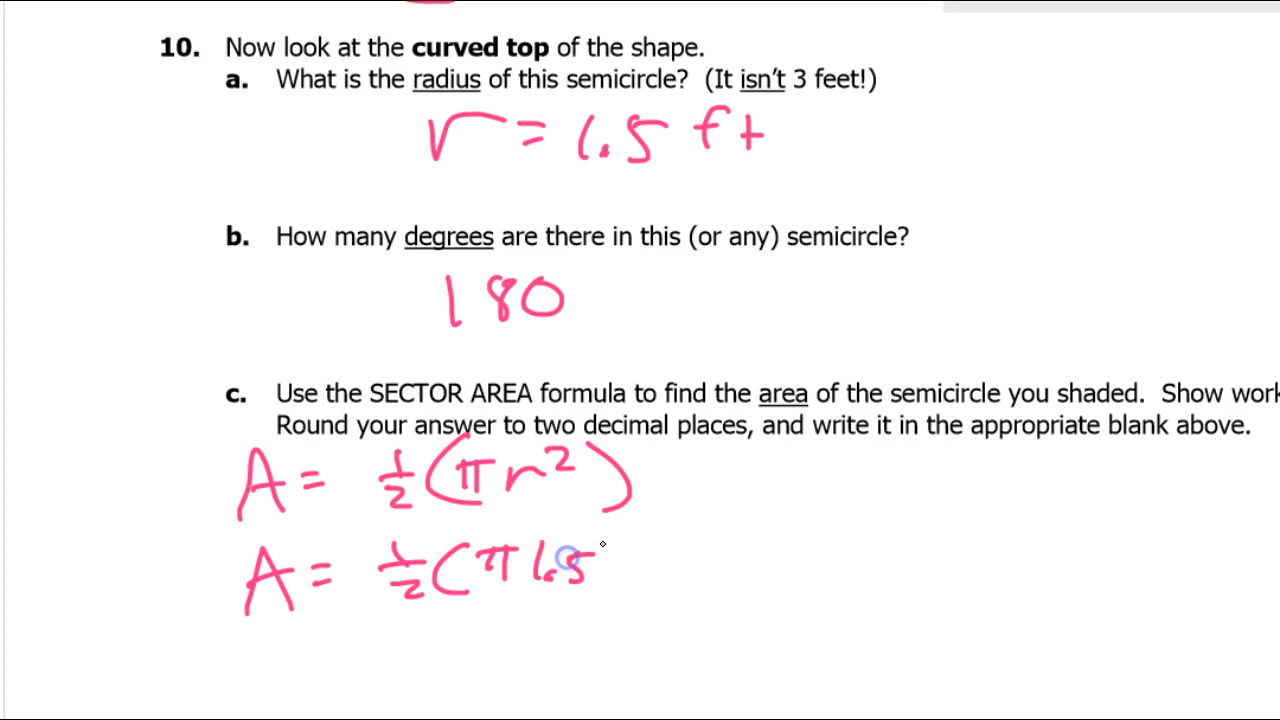 10. Now look at the curved top of the shape.
a. What is the radius of this semicircle? (It isn't 3 feet!)
r = 1.5 ft
b. How many degrees are there in this (or any) semicircle?
180
c. Use the SECTOR AREA formula to find the area of the semicircle you shaded. Show work
Round your answer to two decimal places, and write it in the appropriate blank above.
A = 1/2 (πr²)
A = 1/2 (π 1.5